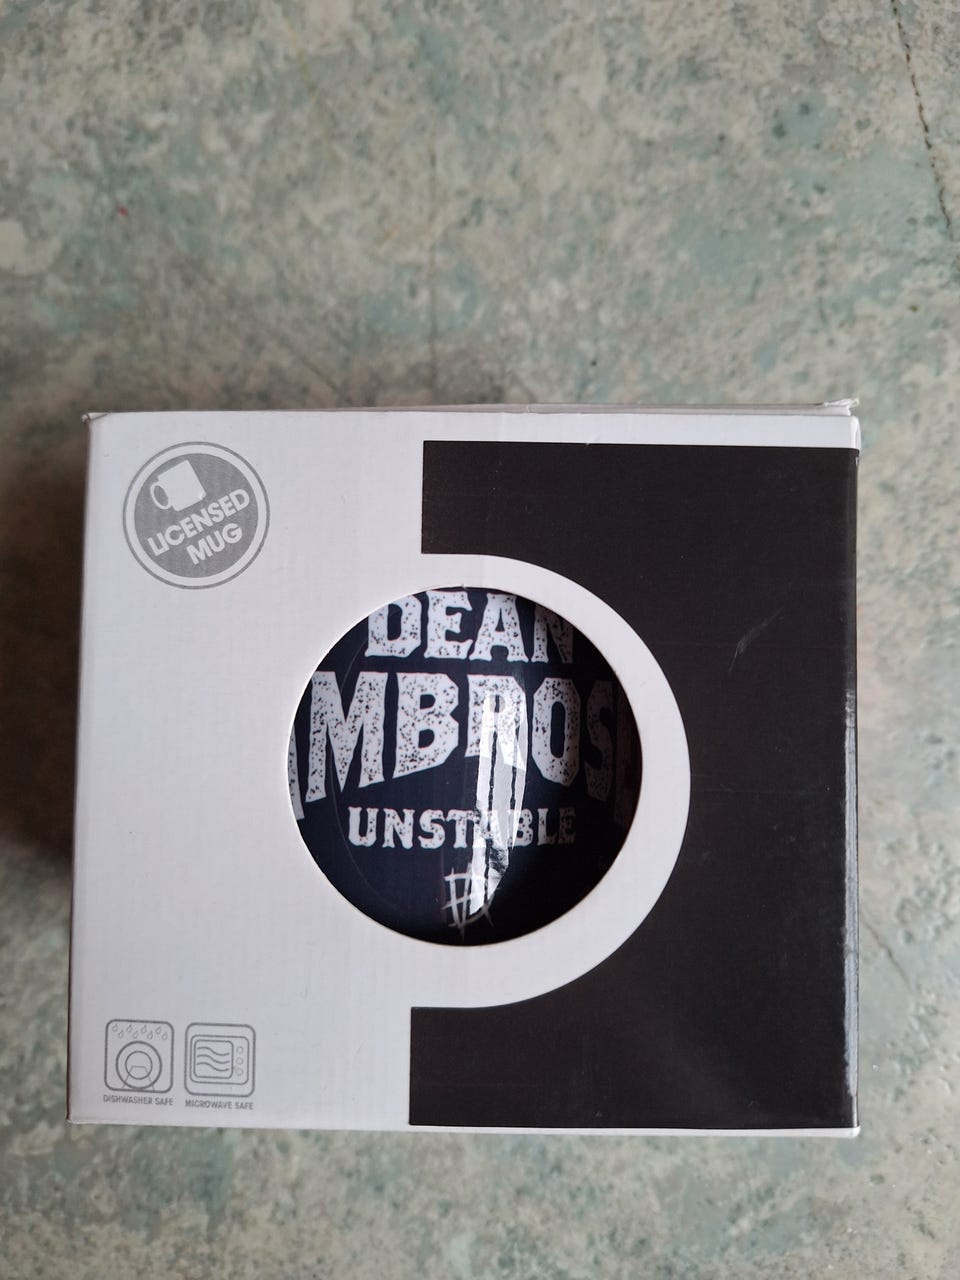 LICENSED
MUG
DEAN
AMBROSE
UNSTABLE
DISHWASHER SAFE
MICROWAVE SAFE